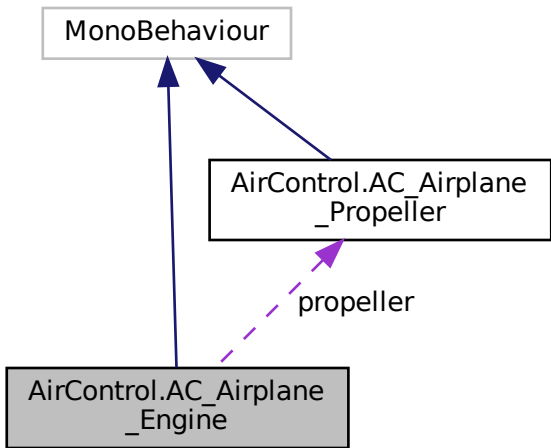 MonoBehaviour
AirControl.AC_Airplane
_Propeller
propeller
AirControl.AC_Airplane
_Engine